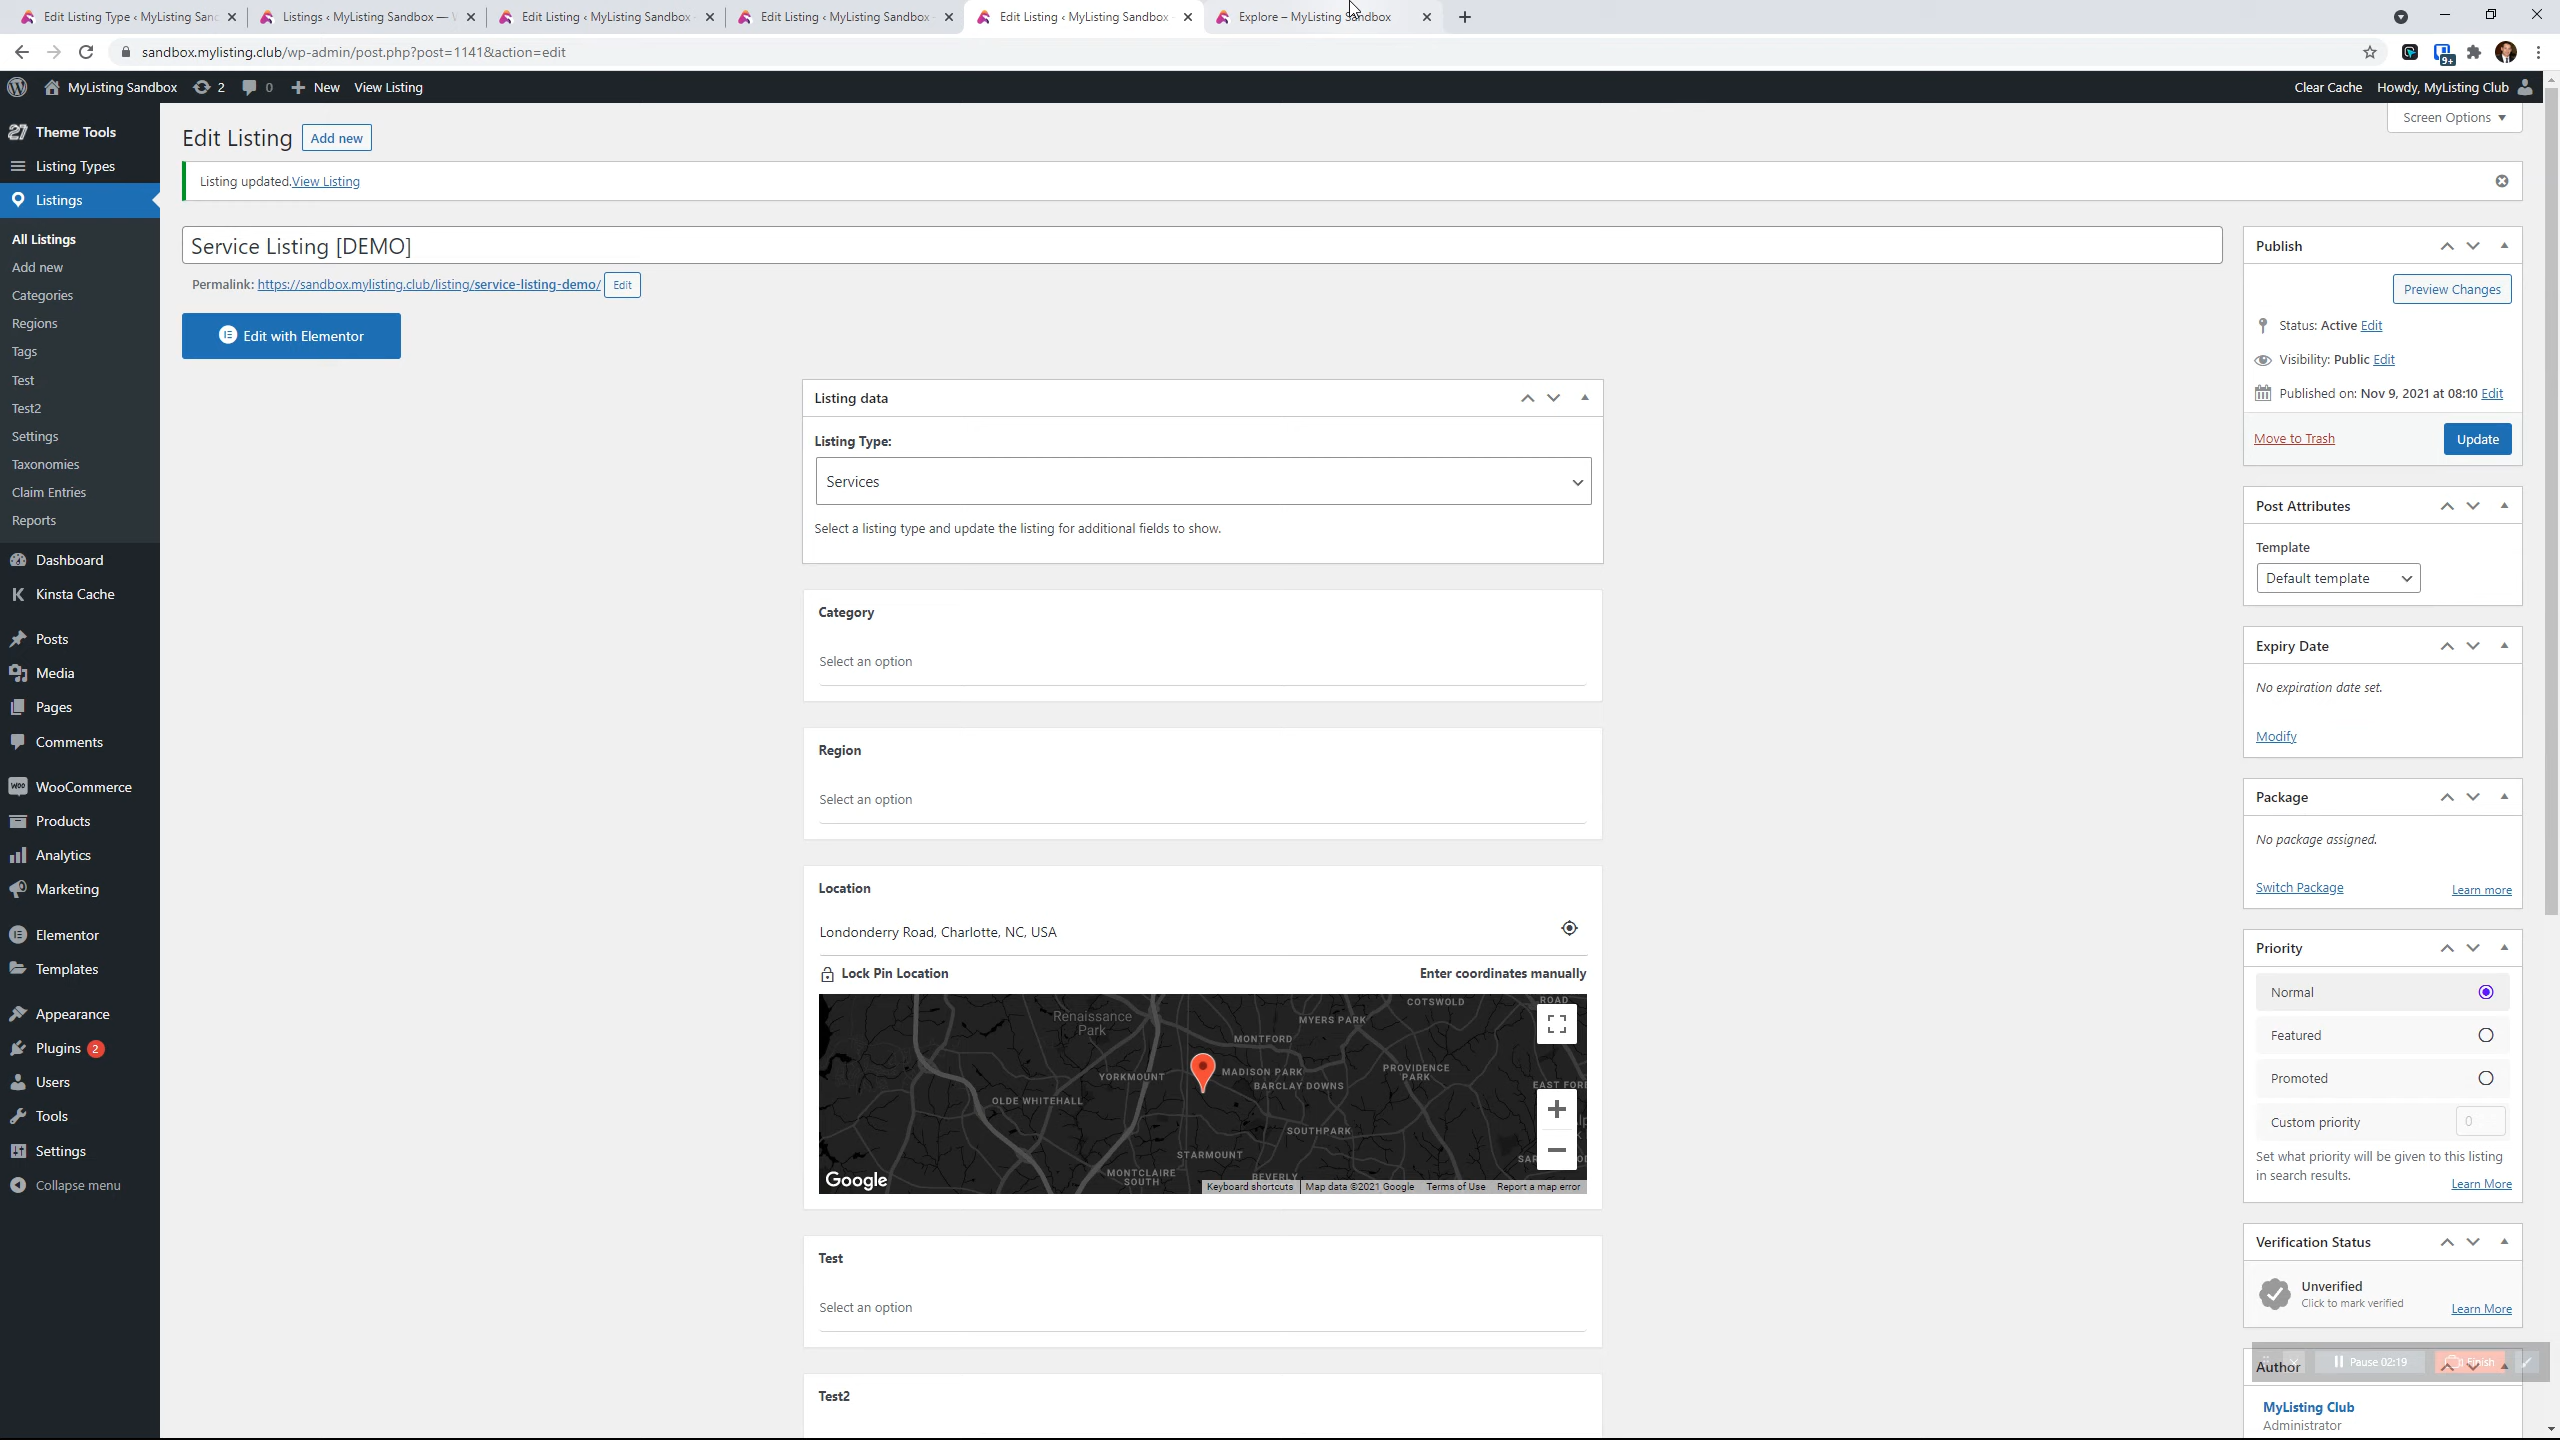 Edit Listing Type ‹ MyListing San
Listings ‹ MyListing Sandbox —
Edit Listing ‹ MyListing Sandbox
Edit Listing ‹ MyListing Sandbox
Edit Listing ‹ MyListing Sandbox
Explore – MyListing Sandbox
sandbox.mylisting.club/wp-admin/post.php?post=1141&action=edit
9+
MyListing Sandbox
2
0
New
View Listing
Clear Cache
Howdy, MyListing Club
27 Theme Tools
Listing Types
Listings
All Listings
Add new
Categories
Regions
Tags
Test
Test2
Settings
Taxonomies
Claim Entries
Reports
Dashboard
Kinsta Cache
Posts
Media
Pages
Comments
WooCommerce
Products
Analytics
Marketing
Elementor
Templates
Appearance
Plugins 2
Users
Tools
Settings
Collapse menu
Screen Options
Edit Listing
Add new
Listing updated.View Listing
Service Listing [DEMO]
Permalink: https://sandbox.mylisting.club/listing/service-listing-demo/ Edit
Edit with Elementor
Listing data
Listing Type:
Services
Select a listing type and update the listing for additional fields to show.
Category
Select an option
Region
Select an option
Location
Londonderry Road, Charlotte, NC, USA
Lock Pin Location
Enter coordinates manually
COTSWOLD
ROAD
Renaissance
Park
MYERS PARK
MONTFORD
MADISON PARK
YORKMOUNT
BARCLAY DOWNS
PROVIDENCE
PARK
EAST FOR
OLDE WHITEHALL
SOUTHPARK
STARMOUNT
MONTCLAIRE
SOUTH
BEVERLY
SAR
Google
Keyboard shortcuts
Map data ©2021 Google
Terms of Use
Report a map error
Test
Select an option
Test2
Publish
Preview Changes
Status: Active Edit
Visibility: Public Edit
Published on: Nov 9, 2021 at 08:10 Edit
Move to Trash
Update
Post Attributes
Template
Default template
Expiry Date
No expiration date set.
Modify
Package
No package assigned.
Switch Package
Learn more
Priority
Normal
Featured
Promoted
Custom priority
0
Set what priority will be given to this listing
in search results.
Learn More
Verification Status
Unverified
Click to mark verified
Learn More
Author
Pause 02:19
Finish
MyListing Club
Administrator